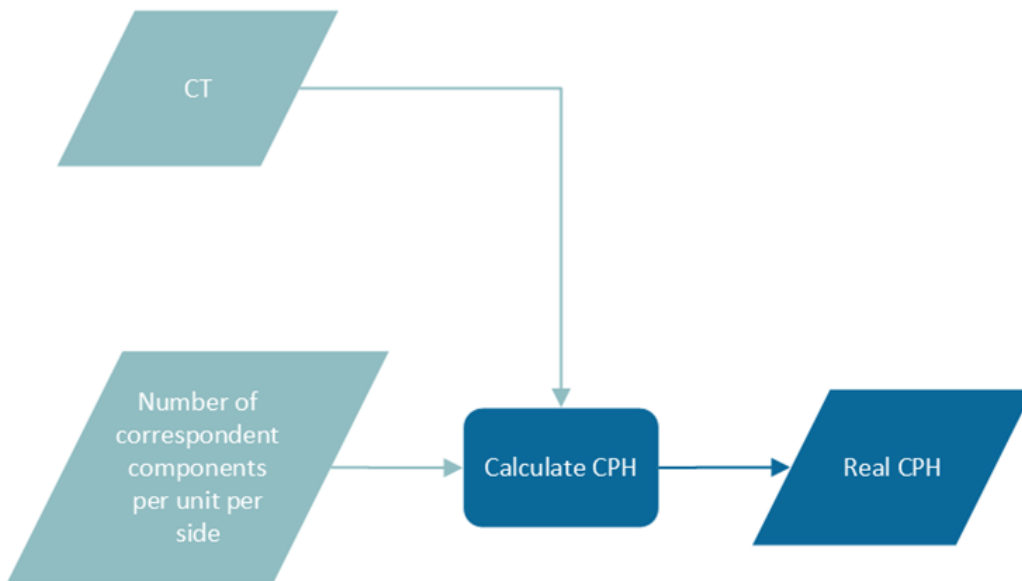 CT
Number of
correspondent
components
per unit per
side
Calculate CPH
Real CPH